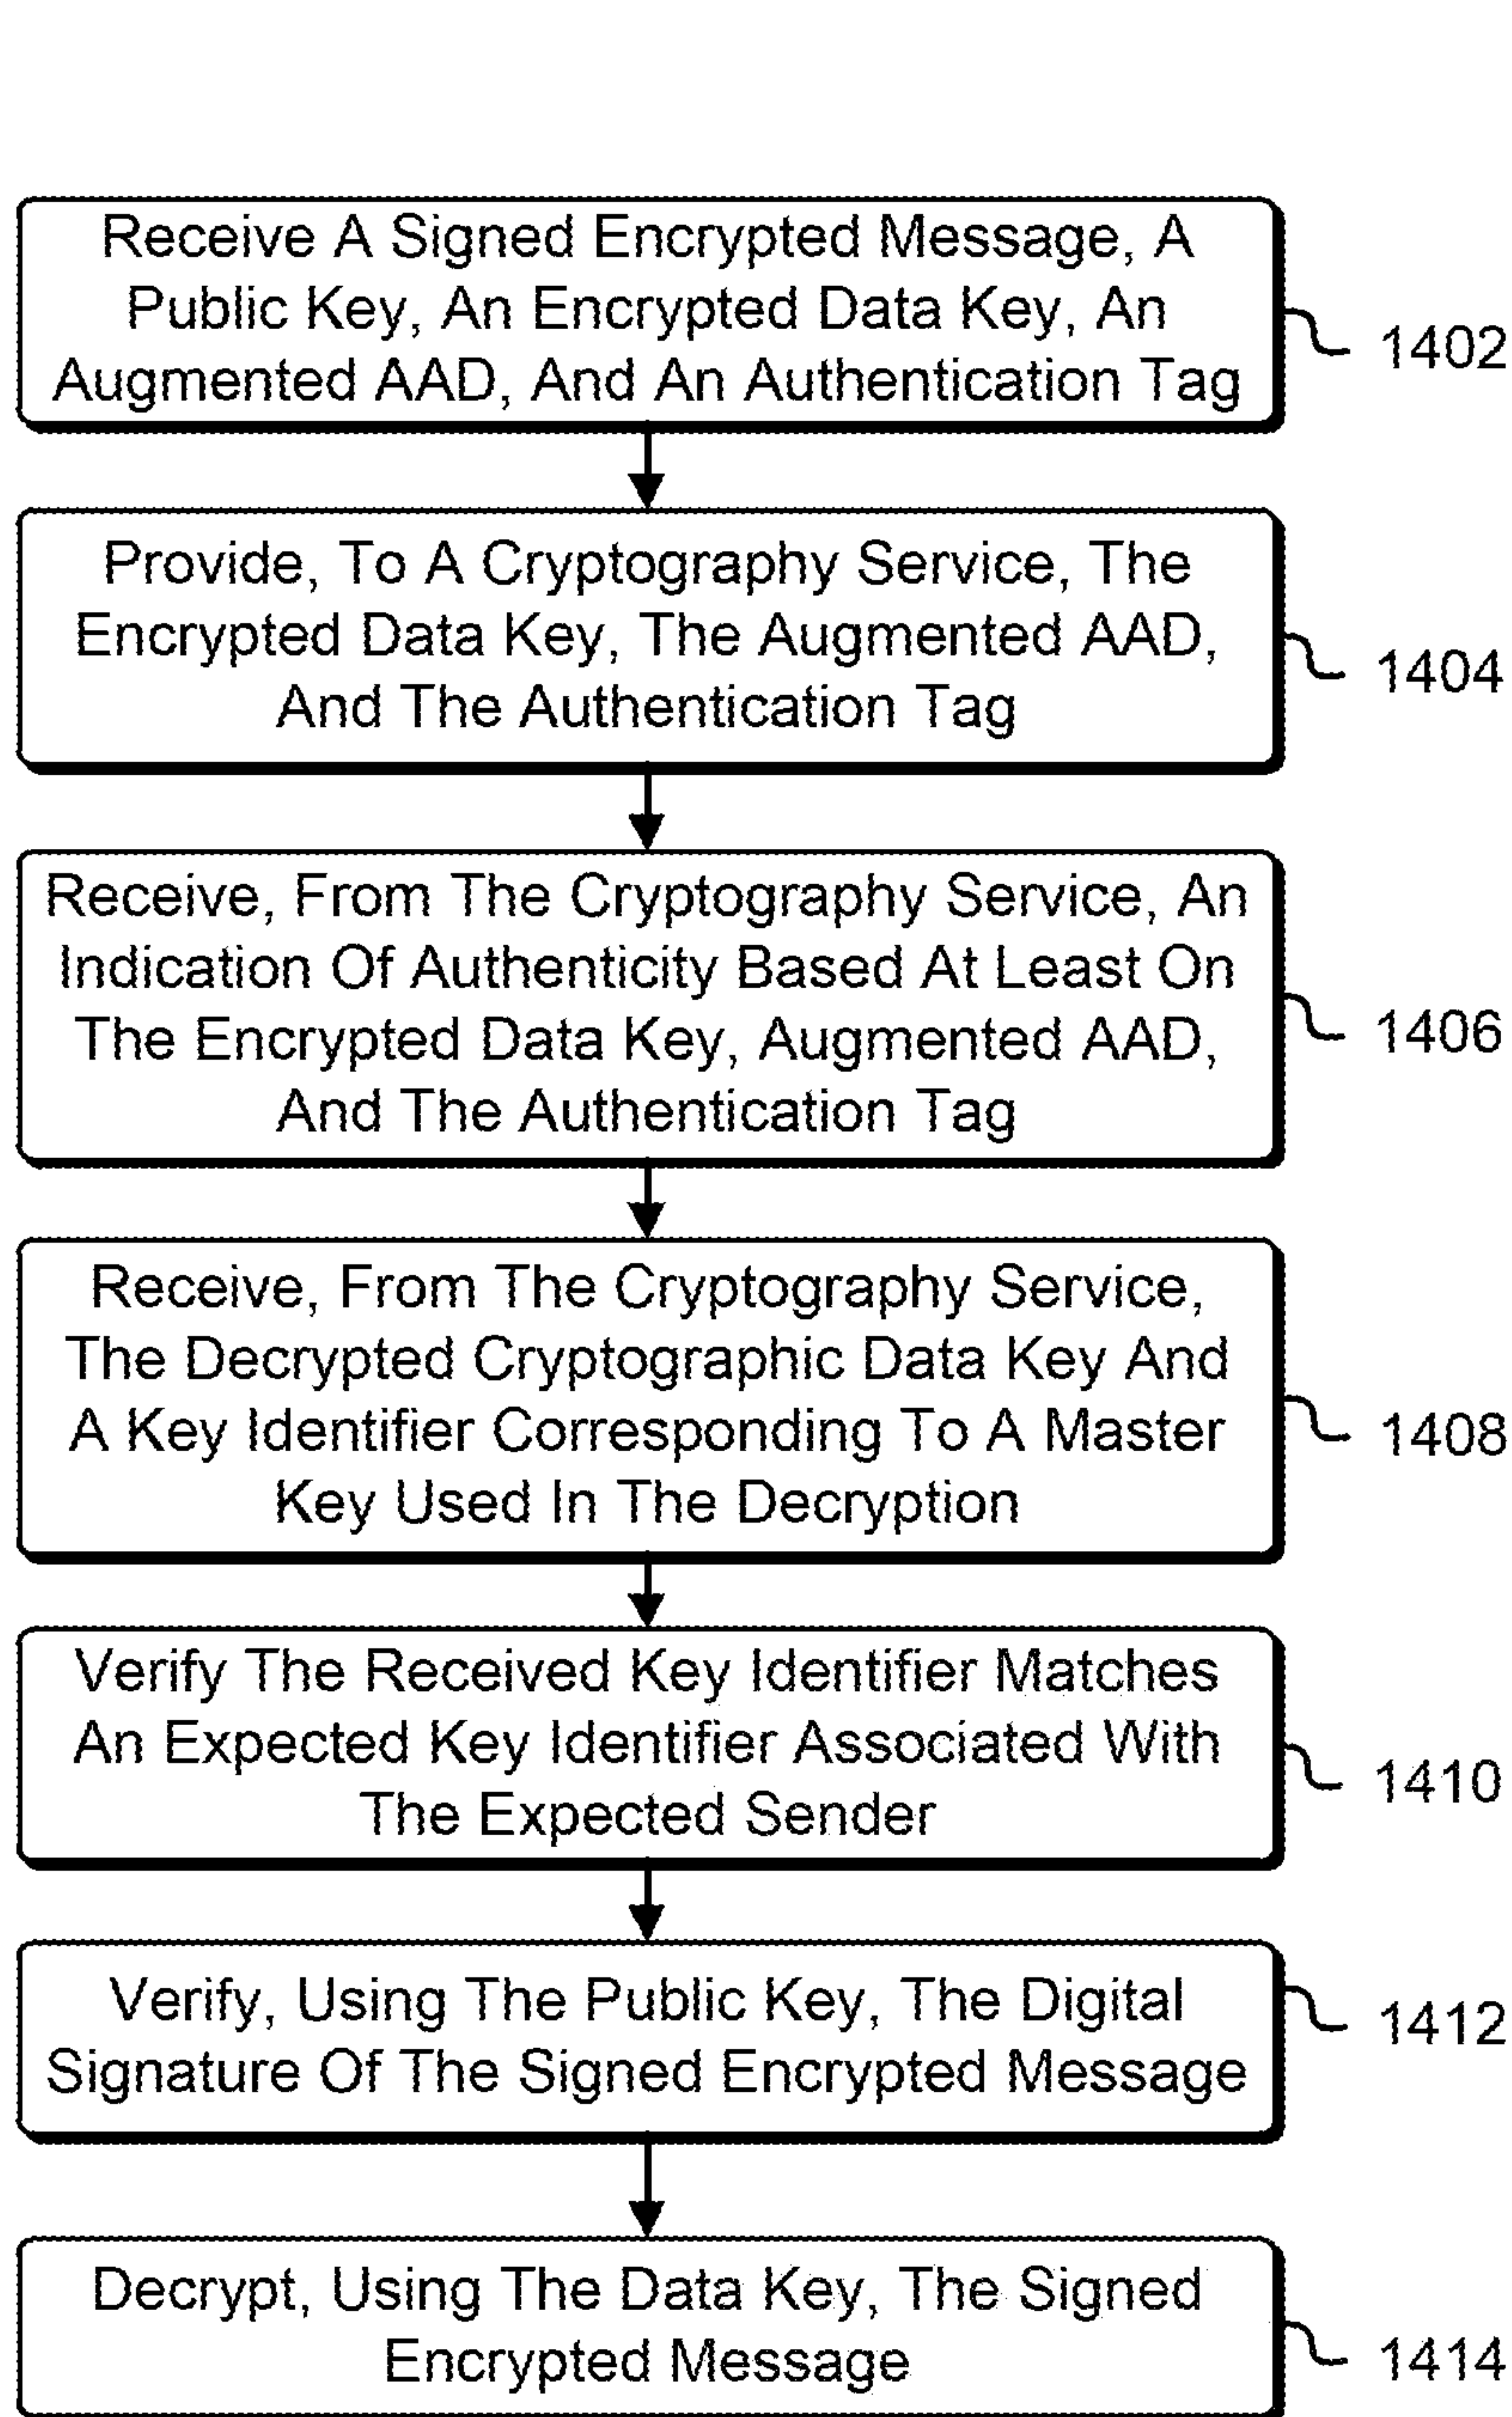 Receive A Signed Encrypted Message, A
Public Key, An Encrypted Data Key, An
Augmented AAD, And An Authentication Tag
1402
Provide, To A Cryptography Service, The
Encrypted Data Key, The Augmented AAD,
And The Authentication Tag
1404
Receive, From The Cryptography Service, An
Indication Of Authenticity Based At Least On
The Encrypted Data Key, Augmented AAD,
And The Authentication Tag
1406
Receive, From The Cryptography Service,
The Decrypted Cryptographic Data Key And
A Key Identifier Corresponding To A Master
Key Used In The Decryption
1408
Verify The Received Key Identifier Matches
An Expected Key Identifier Associated With
The Expected Sender
1410
Verify, Using The Public Key, The Digital
Signature Of The Signed Encrypted Message
1412
Decrypt, Using The Data Key, The Signed
Encrypted Message
1414